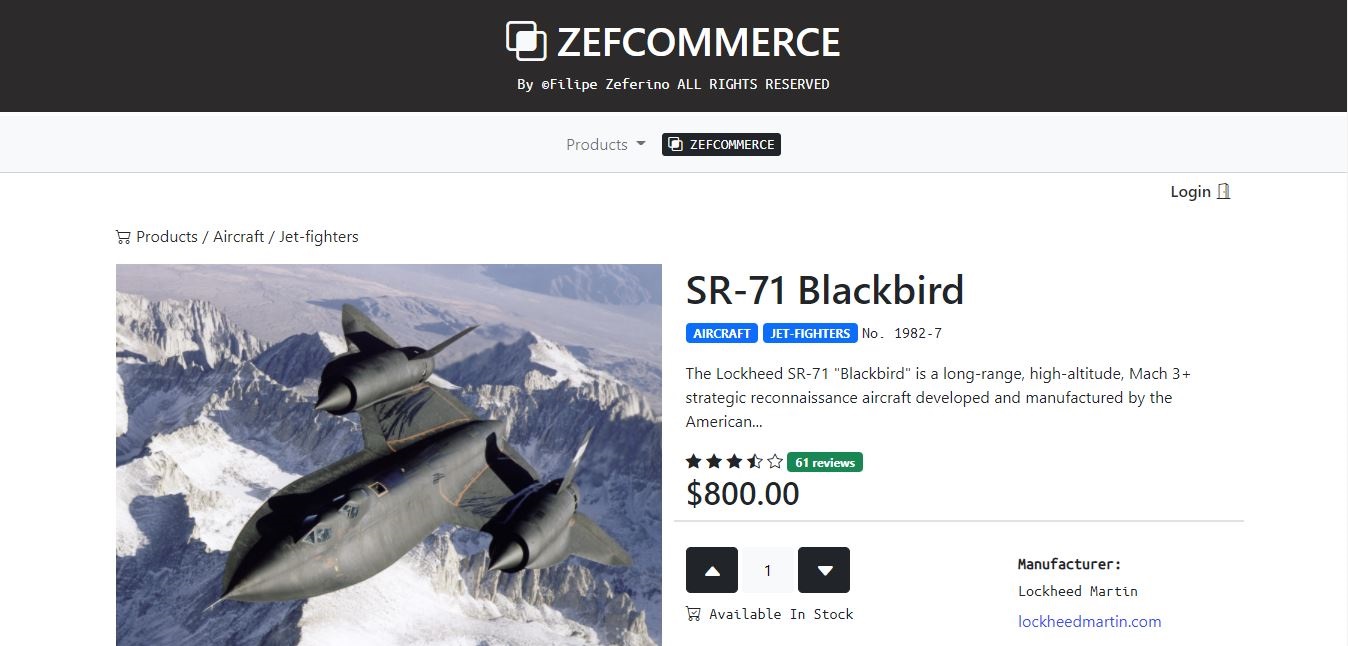 ZEFCOMMERCE
By ©Filipe Zeferino ALL RIGHTS RESERVED
Products ZEFCOMMERCE
Login
Products / Aircraft / Jet-fighters
SR-71 Blackbird
AIRCRAFT JET-FIGHTERS No. 1982-7
The Lockheed SR-71 "Blackbird" is a long-range, high-altitude, Mach 3+
strategic reconnaissance aircraft developed and manufactured by the
American...
61 reviews
$800.00
1
Available In Stock
Manufacturer:
Lockheed Martin
lockheedmartin.com